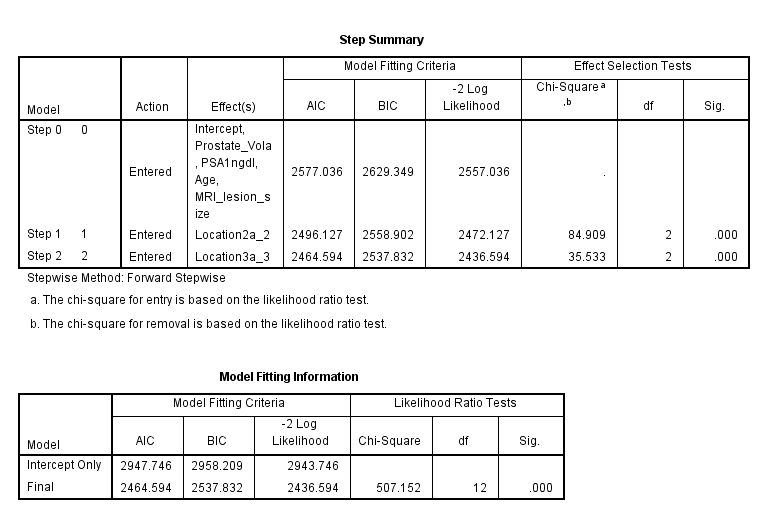 Step Summary
Model Fitting Criteria Effect Selection Tests
Model Action Effect(s) AIC BIC -2 Log Likelihood Chi-Square a,b df Sig.
Step 0 0 Entered Intercept, Prostate_Vola, PSA1ngdl, Age, MRI_lesion_size 2577.036 2629.349 2557.036 .
Step 1 1 Entered Location2a_2 2496.127 2558.902 2472.127 84.909 2 .000
Step 2 2 Entered Location3a_3 2464.594 2537.832 2436.594 35.533 2 .000
Stepwise Method: Forward Stepwise
a. The chi-square for entry is based on the likelihood ratio test.
b. The chi-square for removal is based on the likelihood ratio test.
Model Fitting Information
Model Fitting Criteria Likelihood Ratio Tests
Model AIC BIC -2 Log Likelihood Chi-Square df Sig.
Intercept Only 2947.746 2958.209 2943.746
Final 2464.594 2537.832 2436.594 507.152 12 .000